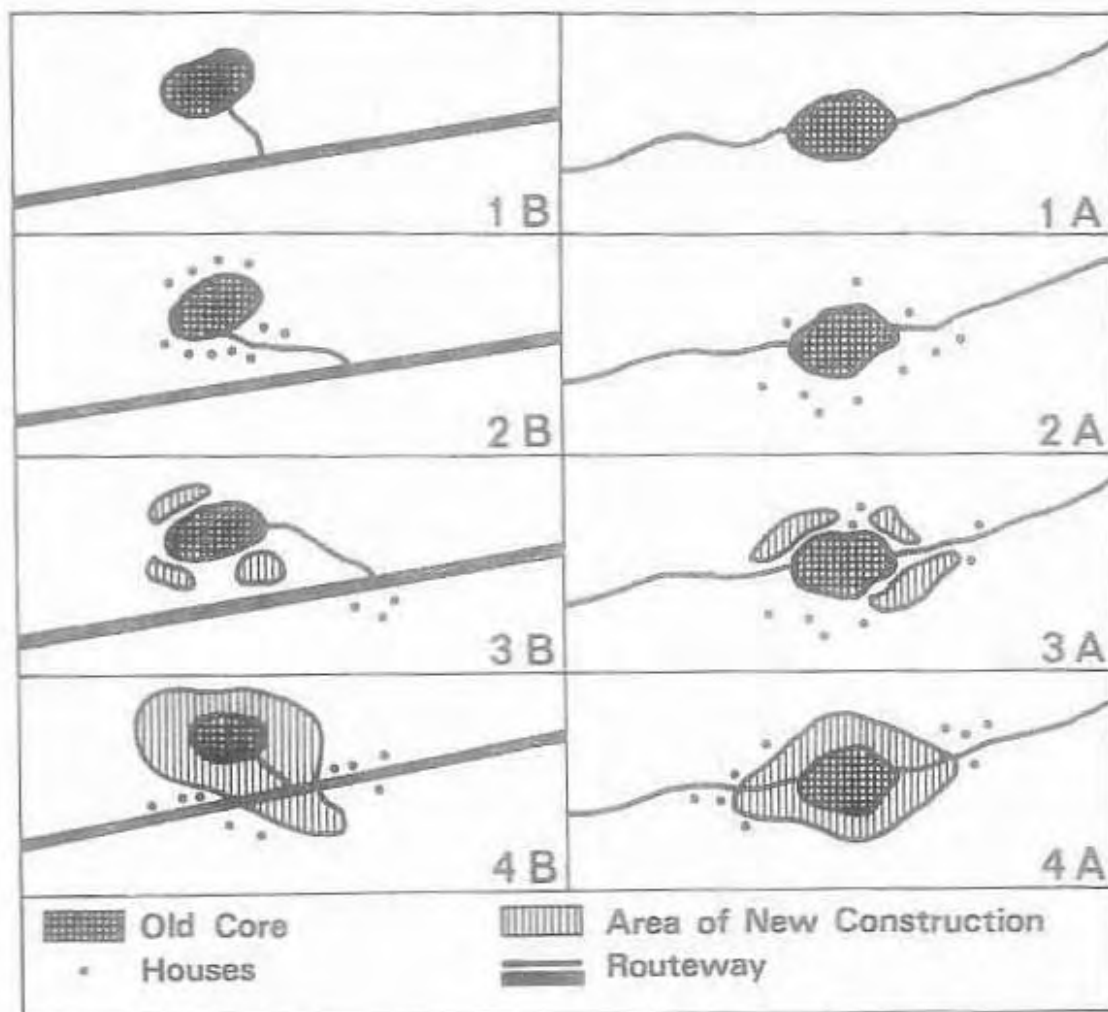 1 B
1 A
2 B
2 A
3 B
3 A
4 B
4 A
Old Core
Area of New Construction
Houses
Routeway